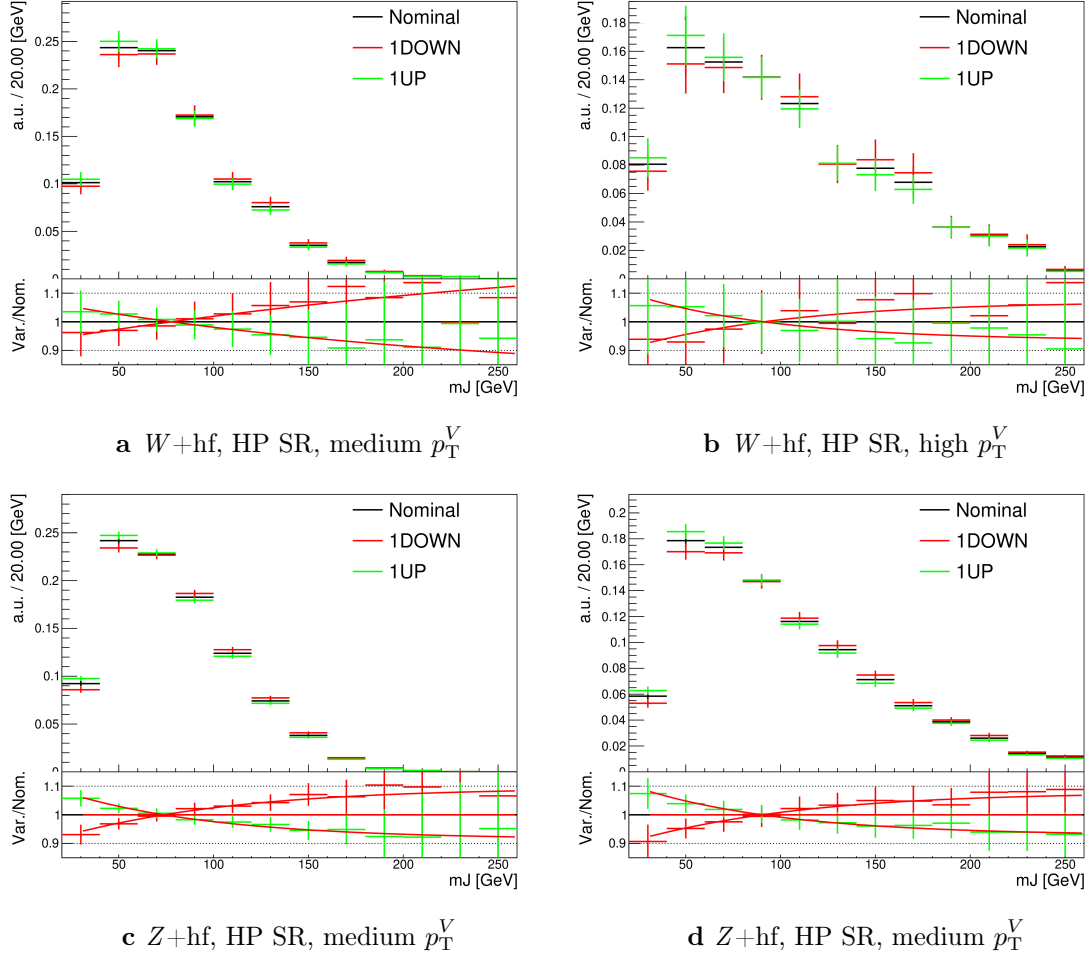 a.u. / 20.00 [GeV]
0.25
0.2
0.15
0.1
0.05
0
Nominal
1DOWN
1UP
Var./Nom.
1.1
1
0.9
50 100 150 200 250
mJ [GeV]
a W+hf, HP SR, medium p_T^V
a.u. / 20.00 [GeV]
0.18
0.16
0.14
0.12
0.1
0.08
0.06
0.04
0.02
0
Nominal
1DOWN
1UP
Var./Nom.
1.1
1
0.9
50 100 150 200 250
mJ [GeV]
b W+hf, HP SR, high p_T^V
a.u. / 20.00 [GeV]
0.25
0.2
0.15
0.1
0.05
0
Nominal
1DOWN
1UP
Var./Nom.
1.1
1
0.9
50 100 150 200 250
mJ [GeV]
c Z+hf, HP SR, medium p_T^V
a.u. / 20.00 [GeV]
0.2
0.18
0.16
0.14
0.12
0.1
0.08
0.06
0.04
0.02
0
Nominal
1DOWN
1UP
Var./Nom.
1.1
1
0.9
50 100 150 200 250
mJ [GeV]
d Z+hf, HP SR, medium p_T^V